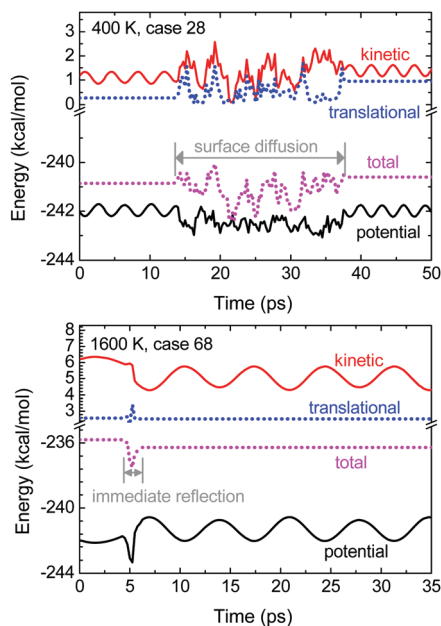 400 K, case 28
3
2
1
0
-240
-242
-244
Energy (kcal/mol)
kinetic
translational
surface diffusion
total
potential
0 10 20 30 40 50
Time (ps)
1600 K, case 68
8
7
6
5
4
3
-236
-240
-244
Energy (kcal/mol)
kinetic
translational
total
immediate reflection
potential
0 5 10 15 20 25 30 35
Time (ps)